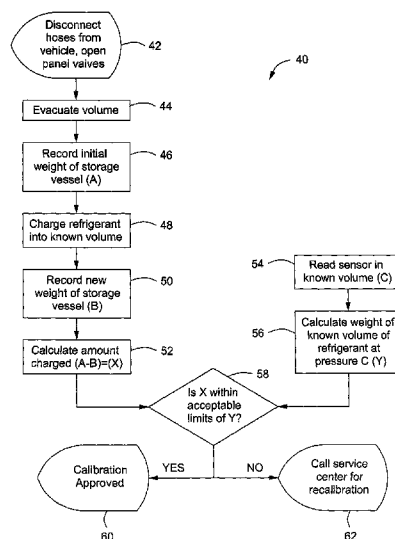 Disconnect
hoses from
vehicle, open
panel valves
42
40
Evacuate volume
44
Record initial
weight of storage
vessel (A)
46
Charge refrigerant
into known volume
48
Record new
weight of storage
vessel (B)
50
Read sensor in
known volume (C)
54
Calculate amount
charged (A-B)=(X)
52
Calculate weight of
known volume of
refrigerant at
pressure C (Y)
56
58
Is X within
acceptable
limits of Y?
YES
NO
Calibration
Approved
60
Call service
center for
recalibration
62